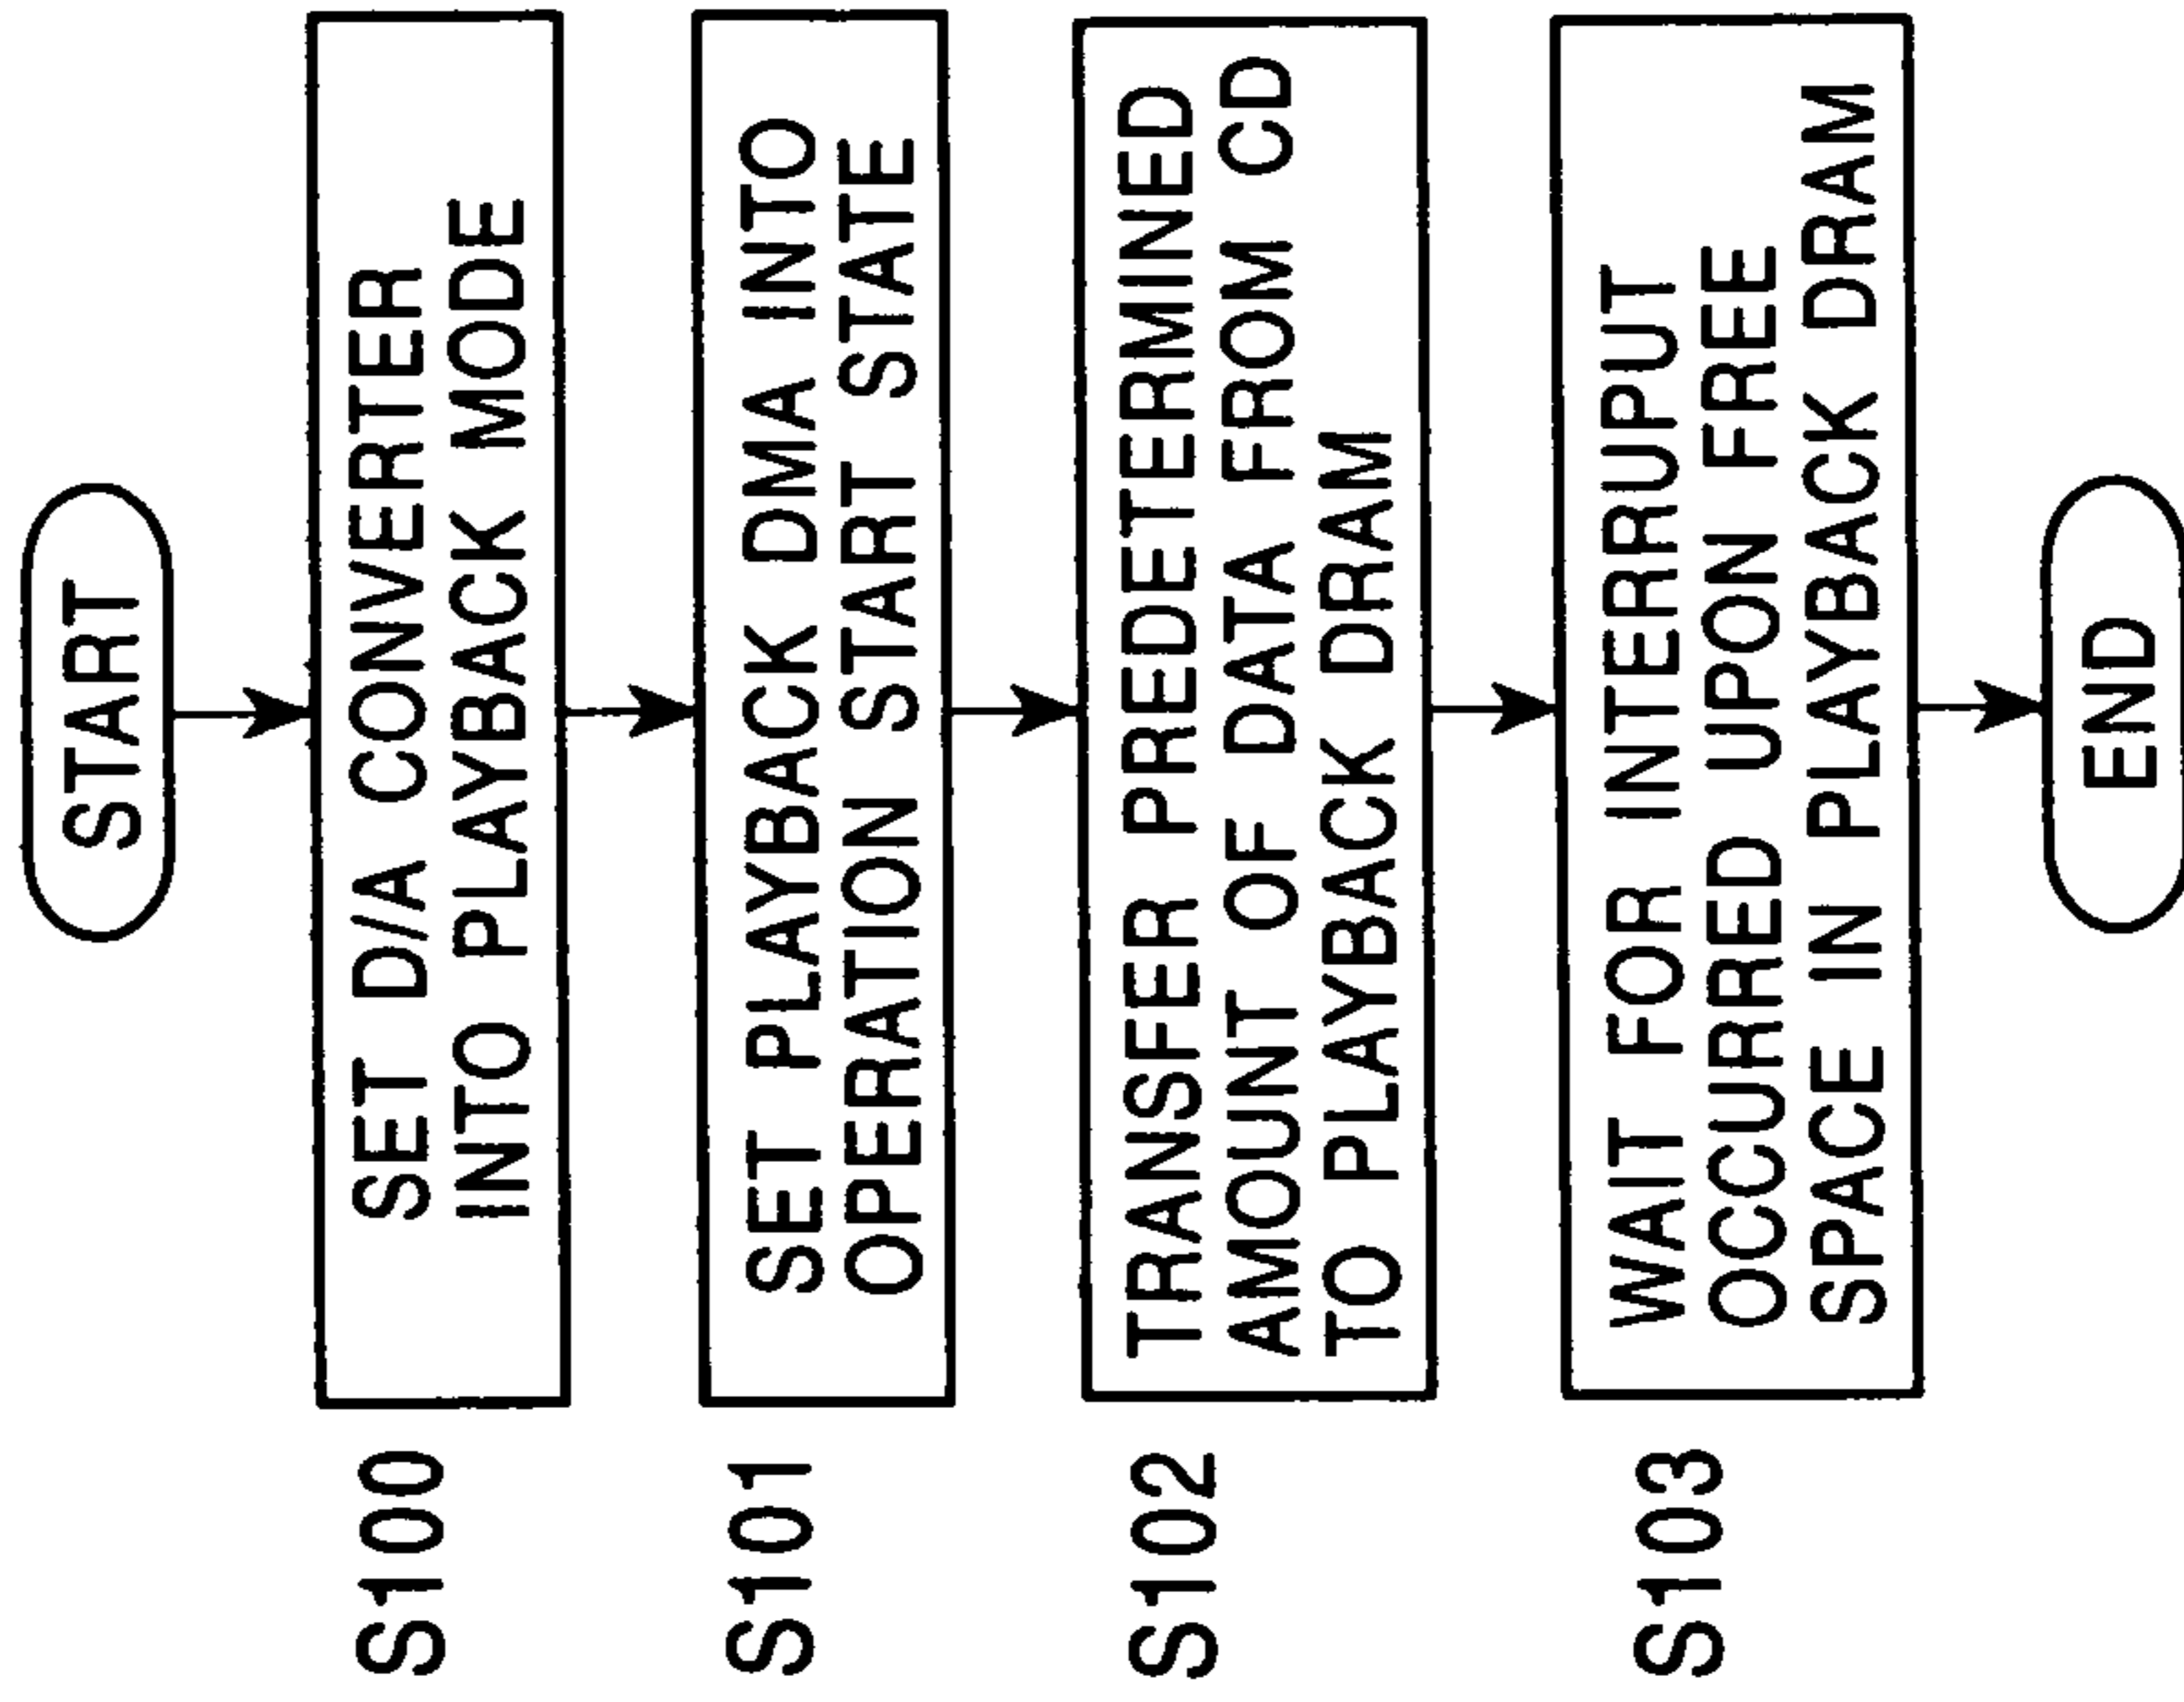 START
S100
SET D/A CONVERTER
INTO PLAYBACK MODE
S101
SET PLAYBACK DMA INTO
OPERATION START STATE
S102
TRANSFER PREDETERMINED
AMOUNT OF DATA FROM CD
TO PLAYBACK DRAM
S103
WAIT FOR INTERRUPUT
OCCURRED UPON FREE
SPACE IN PLAYBACK DRAM
END